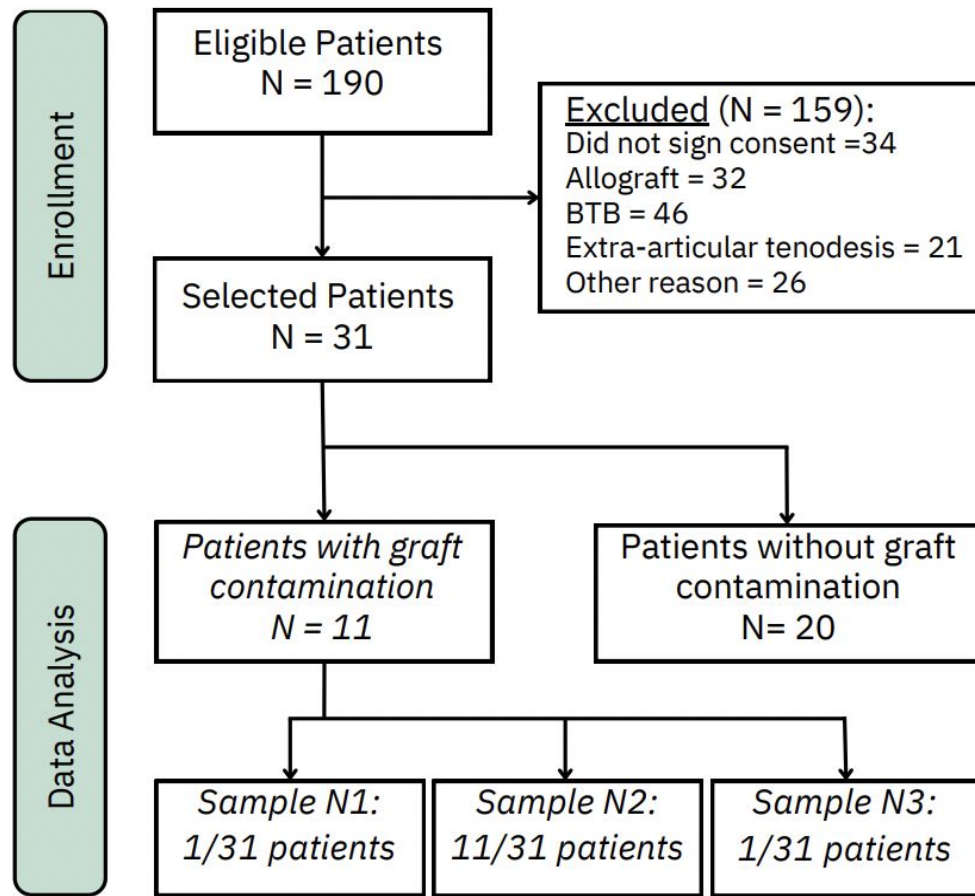 Enrollment
Eligible Patients
N = 190
Excluded (N = 159):
Did not sign consent =34
Allograft = 32
BTB = 46
Extra-articular tenodesis = 21
Other reason = 26
Selected Patients
N = 31
Data Analysis
Patients with graft
contamination
N = 11
Patients without graft
contamination
N= 20
Sample N1:
1/31 patients
Sample N2:
11/31 patients
Sample N3:
1/31 patients